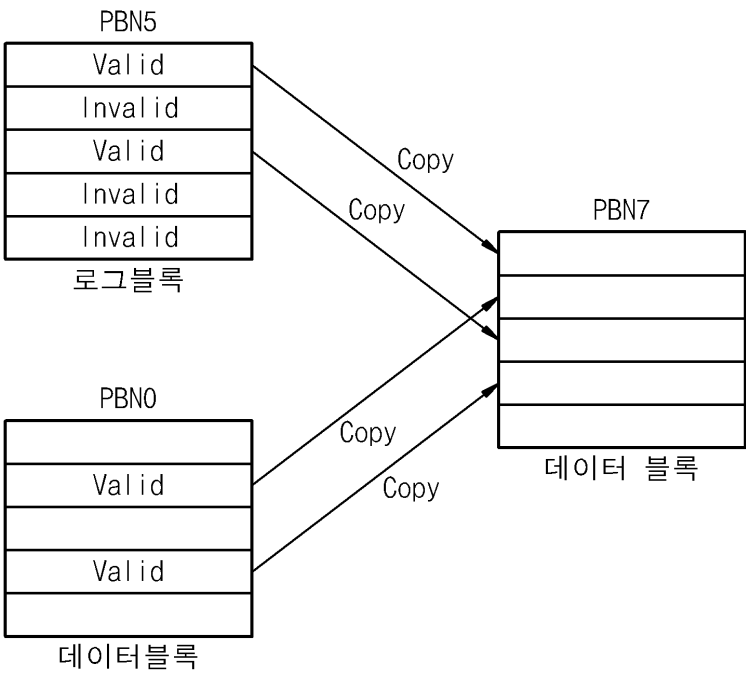 PBN5
Valid
Invalid
Valid
Invalid
Invalid
로그블록
Copy
Copy
PBN7
데이터 블록
PBN0
Valid
Valid
데이터블록
Copy
Copy